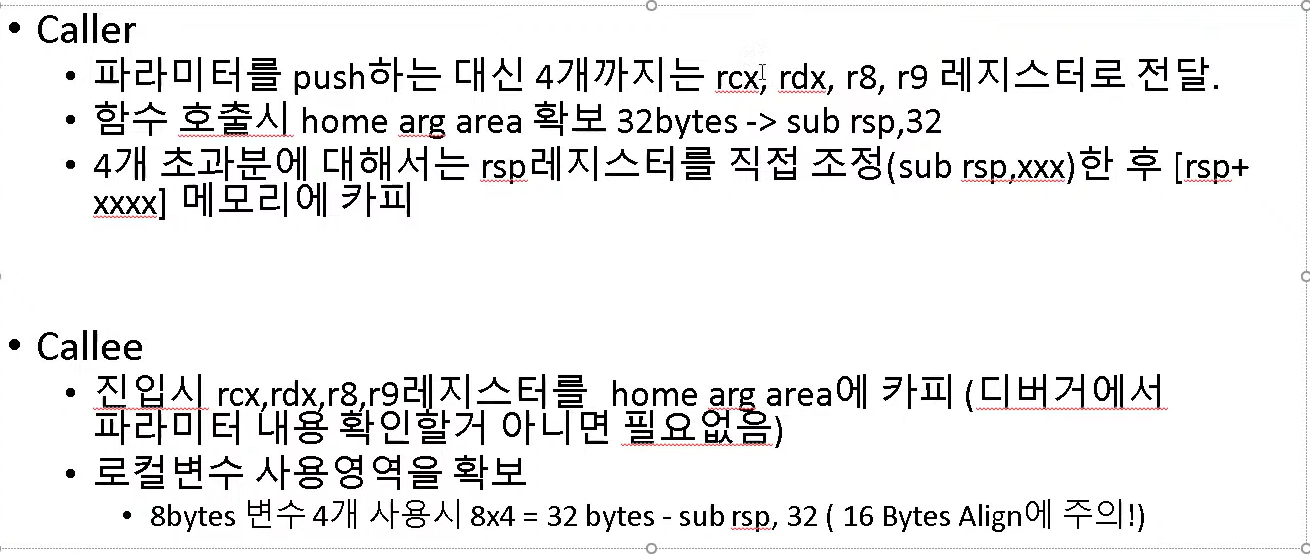 • Caller
• 파라미터를 push하는 대신 4개까지는 rcx, rdx, r8, r9 레지스터로 전달.
• 함수 호출시 home arg area 확보 32bytes -> sub rsp,32
• 4개 초과분에 대해서는 rsp레지스터를 직접 조정(sub rsp,xxx)한 후 [rsp+
xxxx] 메모리에 카피
• Callee
• 진입시 rcx,rdx,r8,r9레지스터를 home arg area에 카피 (디버거에서
파라미터 내용 확인할거 아니면 필요없음)
• 로컬변수 사용영역을 확보
• 8bytes 변수 4개 사용시 8x4 = 32 bytes - sub rsp, 32 ( 16 Bytes Align에 주의!)